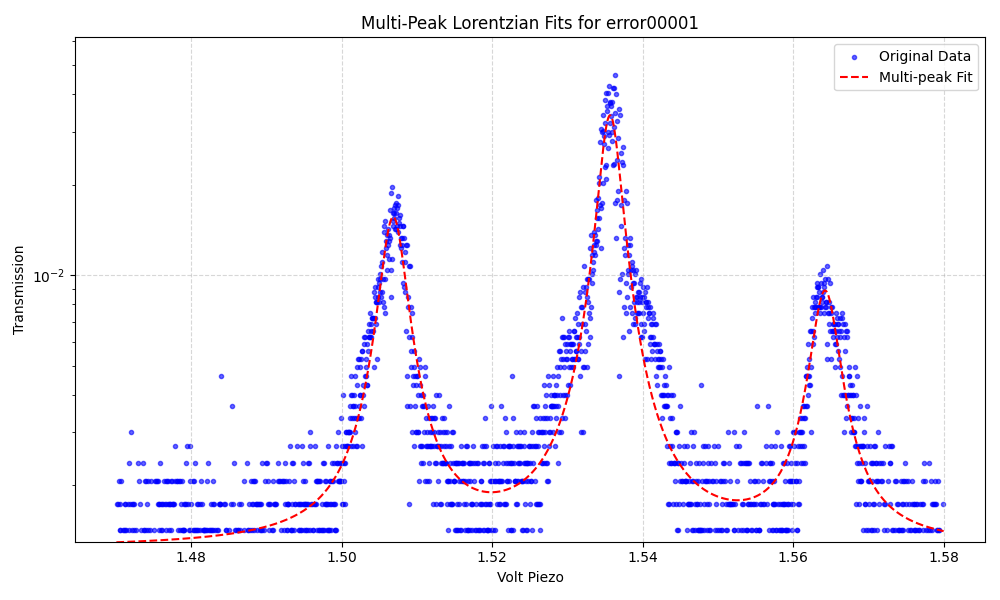 Multi-Peak Lorentzian Fits for error00001
Original Data
Multi-peak Fit
Transmission
10⁻²
1.48 1.50 1.52 1.54 1.56 1.58
Volt Piezo